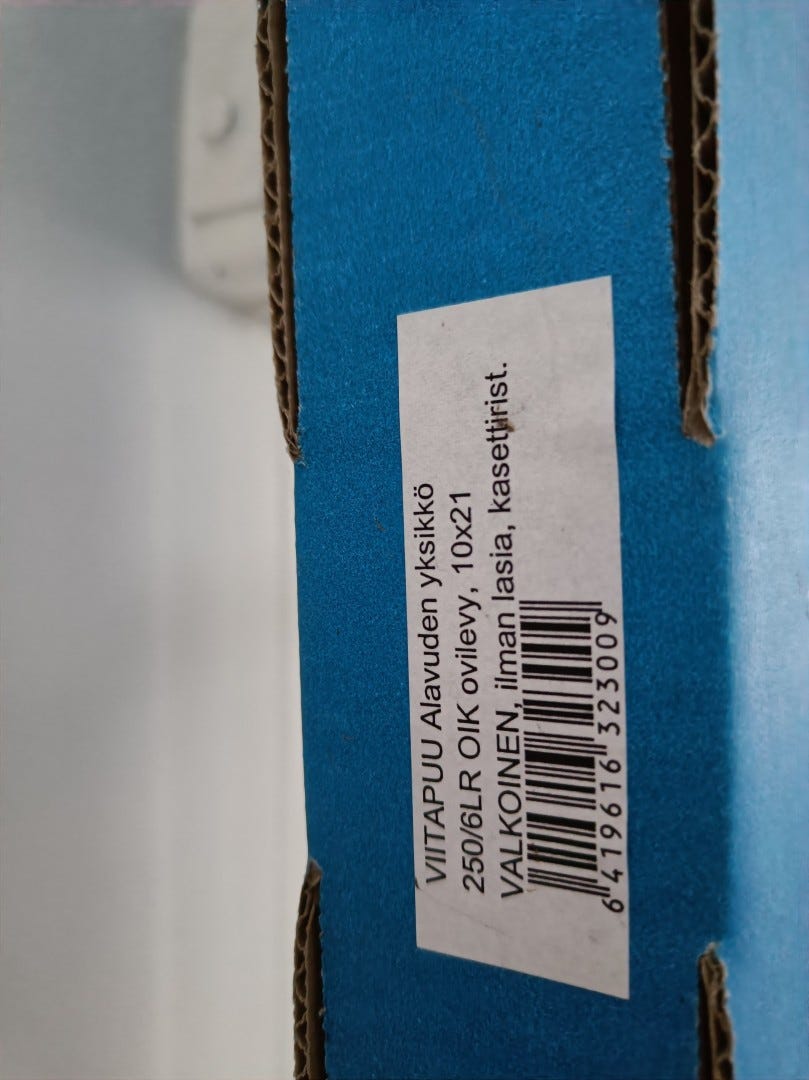 VIITAPUU Alavuden yksikkö
250/6LR OIK ovilevy, 10x21
VALKOINEN, ilman lasia, kasettirist.
6 419616 323009